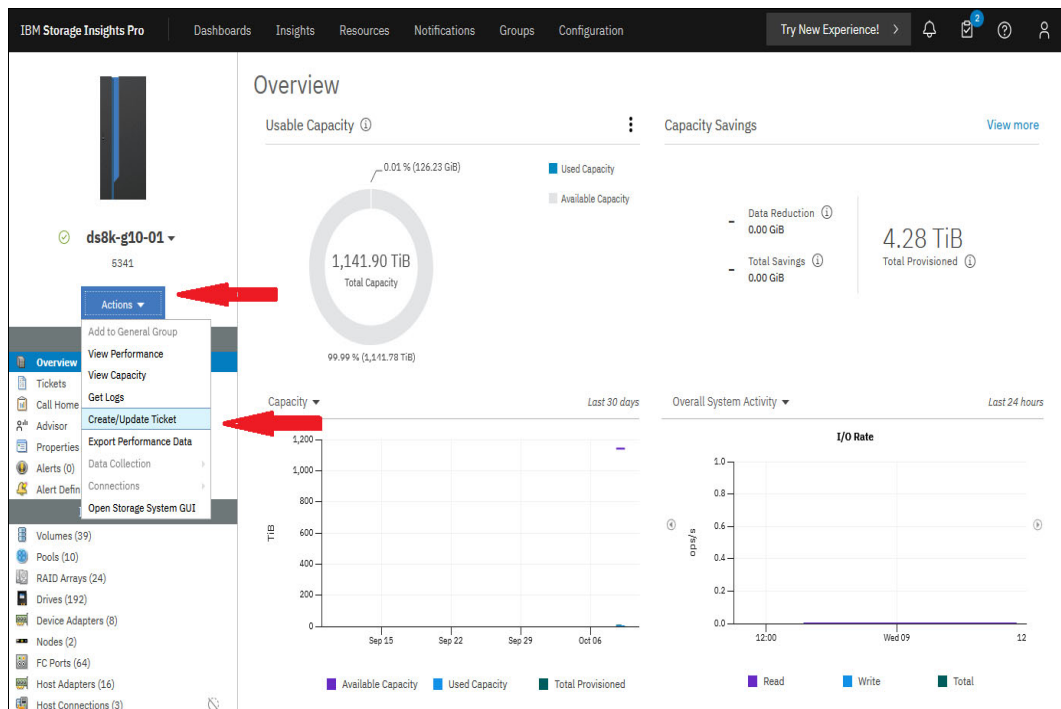 IBM Storage Insights Pro
Dashboards Insights Resources Notifications Groups Configuration
Try New Experience! >
2
ds8k-g10-01
5341
Actions
Add to General Group
View Performance
View Capacity
Get Logs
Create/Update Ticket
Export Performance Data
Data Collection
Connections
Open Storage System GUI
Overview
Tickets
Call Home
Advisor
Properties
Alerts (0)
Alert Defin
Volumes (39)
Pools (10)
RAID Arrays (24)
Drives (192)
Device Adapters (8)
Nodes (2)
FC Ports (64)
Host Adapters (16)
Host Connections (3)
Overview
Usable Capacity
0.01 % (126.23 GiB)
Used Capacity
Available Capacity
1,141.90 TiB
Total Capacity
99.99 % (1,141.78 TiB)
Capacity Savings
View more
- Data Reduction
0.00 GiB
- Total Savings
0.00 GiB
4.28 TiB
Total Provisioned
Capacity
Last 30 days
1,200
1,000
800
600
400
200
0
TiB
Sep 15 Sep 22 Sep 29 Oct 06
Available Capacity Used Capacity Total Provisioned
Overall System Activity
Last 24 hours
I/O Rate
1.0
0.8
0.6
0.4
0.2
0.0
ops/s
12:00 Wed 09 12
Read Write Total